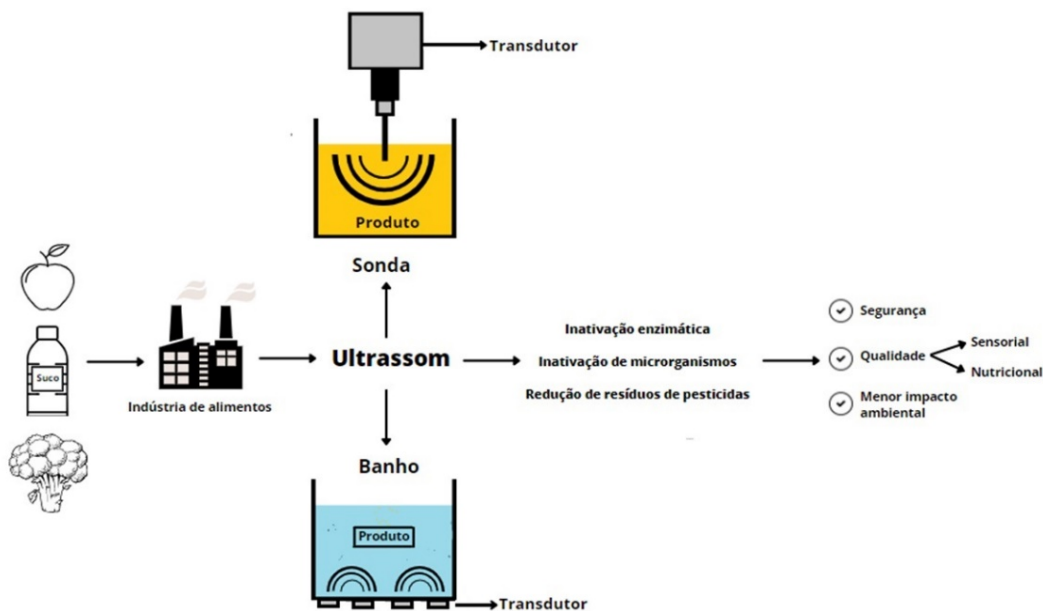 Transdutor
Produto
Sonda
Suco
Indústria de alimentos
Ultrassom
Inativação enzimática
Inativação de microrganismos
Redução de resíduos de pesticidas
Segurança
Qualidade
Sensorial
Nutricional
Menor impacto
ambiental
Banho
Produto
Transdutor